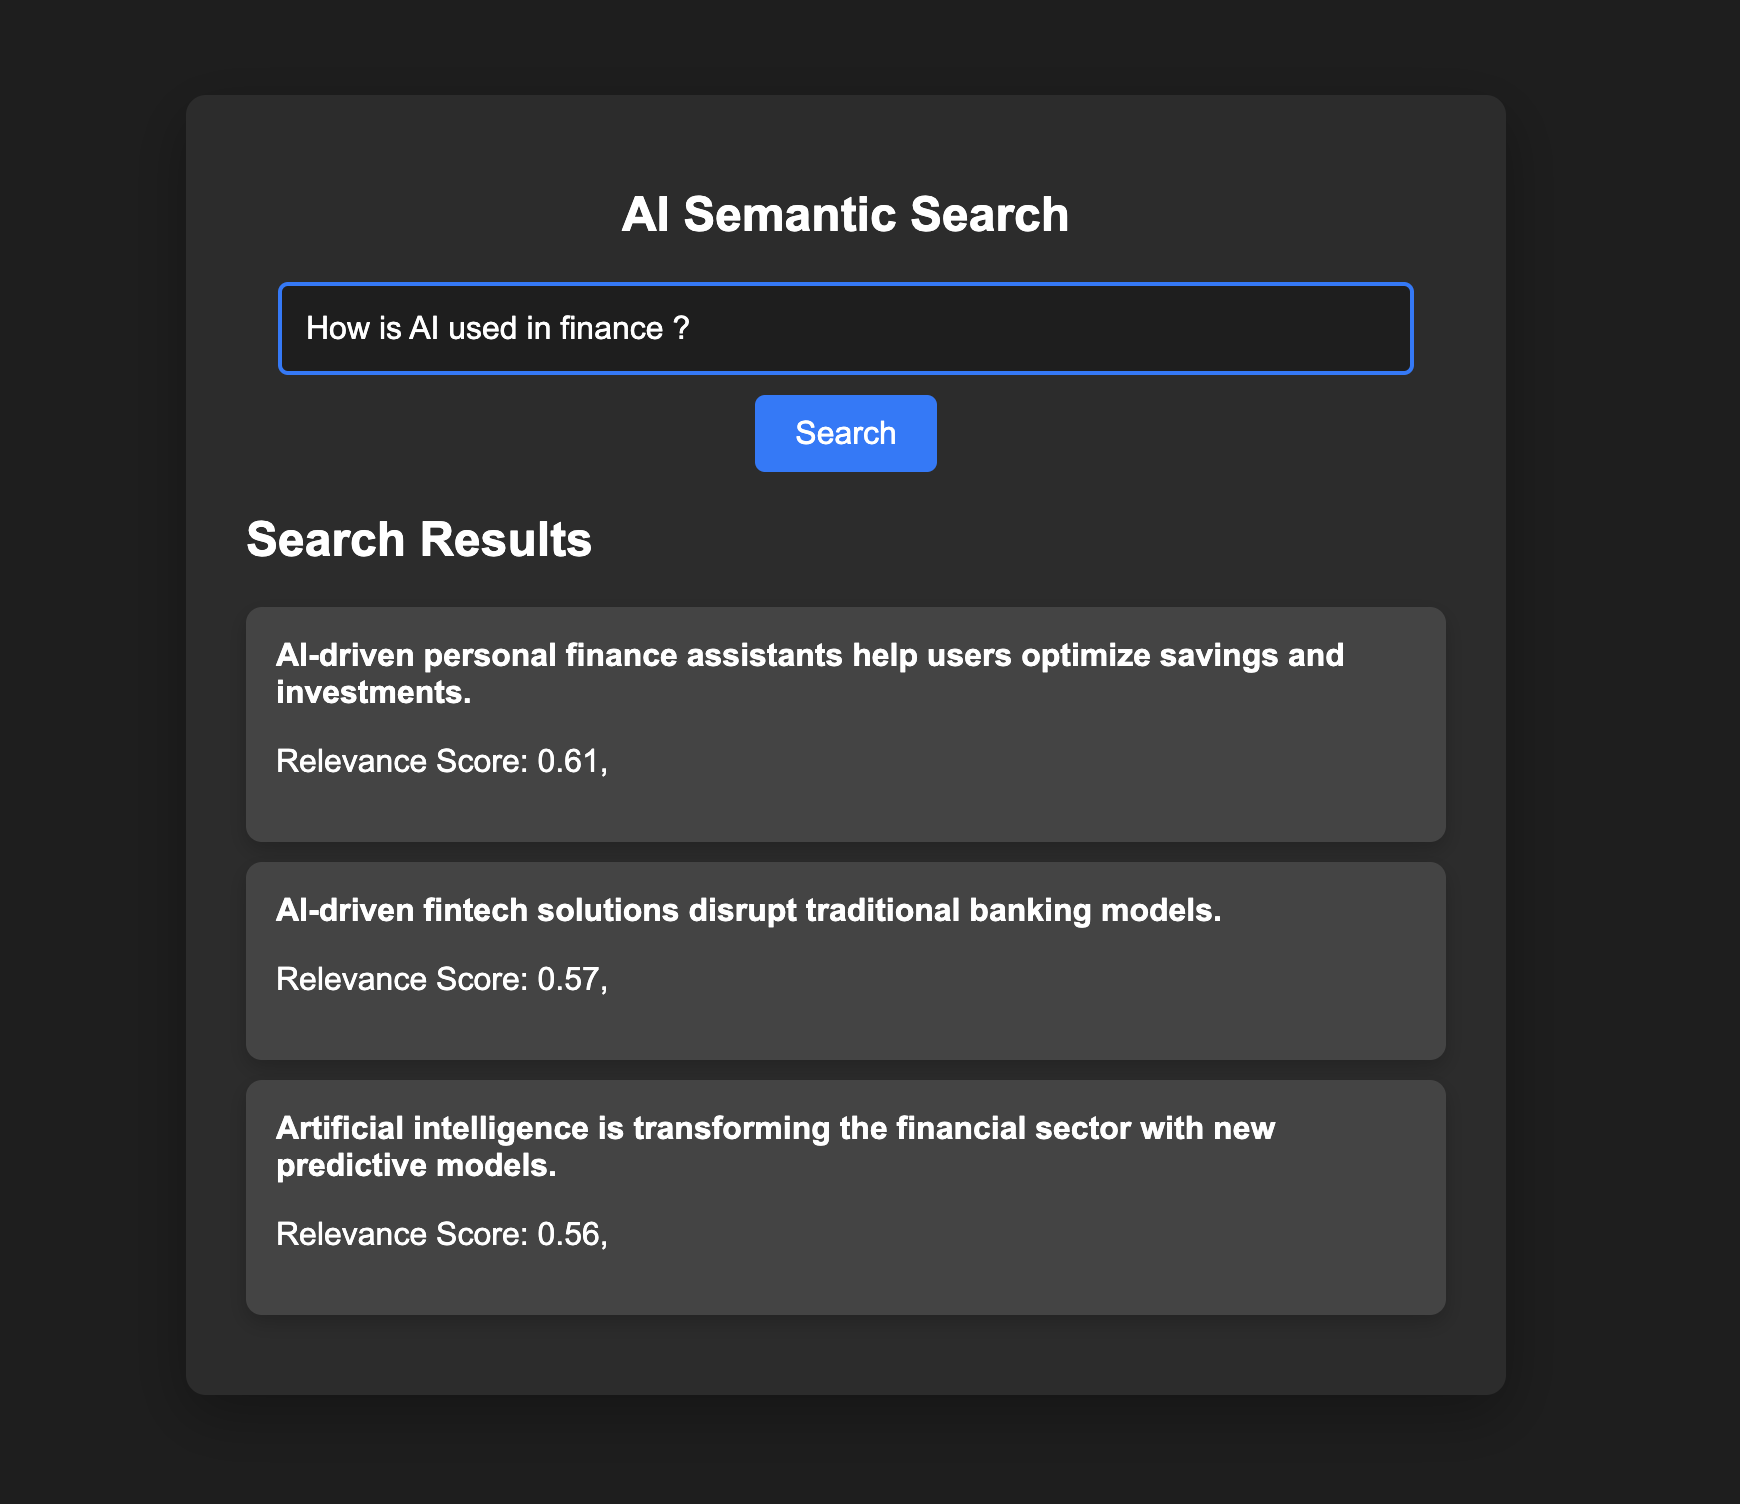 AI Semantic Search
How is AI used in finance ?
Search
Search Results
AI-driven personal finance assistants help users optimize savings and
investments.
Relevance Score: 0.61,
AI-driven fintech solutions disrupt traditional banking models.
Relevance Score: 0.57,
Artificial intelligence is transforming the financial sector with new
predictive models.
Relevance Score: 0.56,